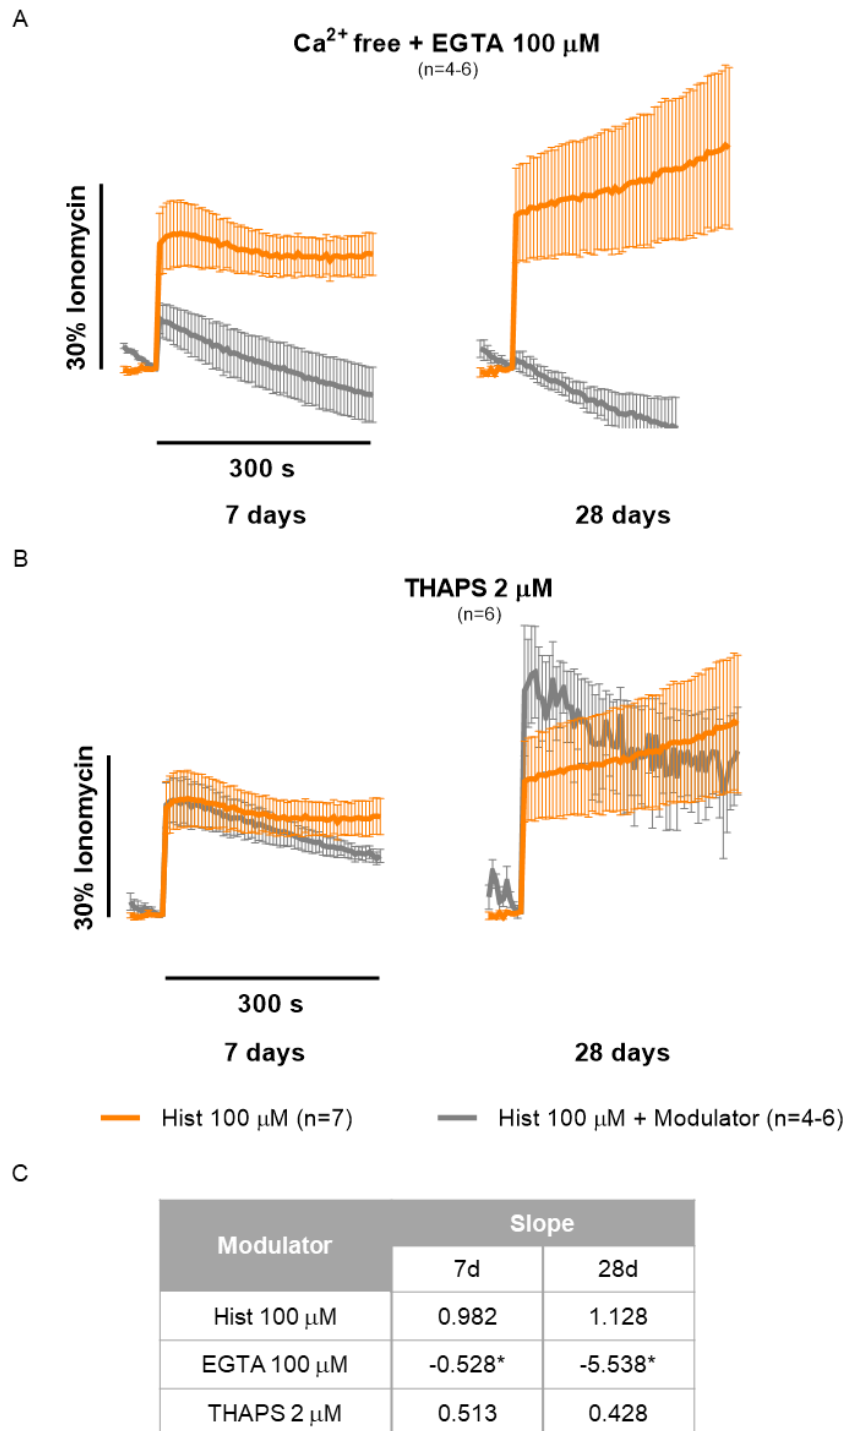 A
Ca²⁺ free + EGTA 100 μM
(n=4-6)
30% Ionomycin
300 s
7 days
28 days
B
THAPS 2 μM
(n=6)
30% Ionomycin
300 s
7 days
28 days
Hist 100 μM (n=7)
Hist 100 μM + Modulator (n=4-6)
C
Modulator
Slope
7d
28d
Hist 100 μM
0.982
1.128
EGTA 100 μM
-0.528*
-5.538*
THAPS 2 μM
0.513
0.428